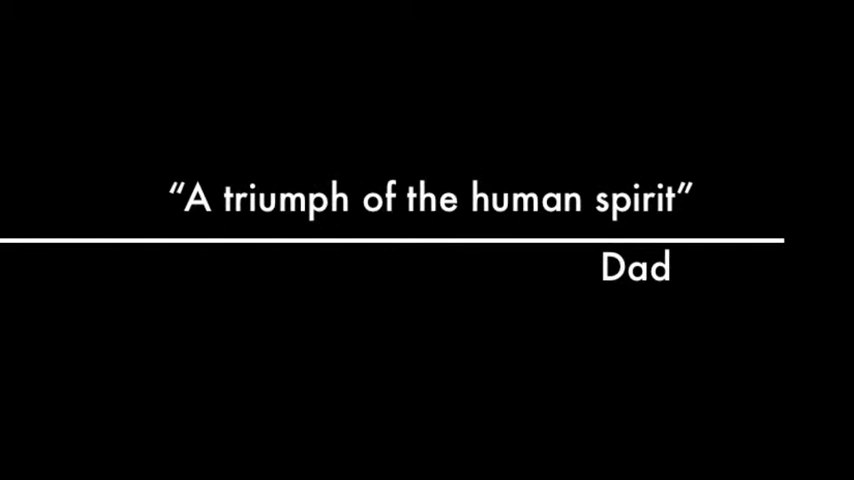 “A triumph of the human spirit”
Dad